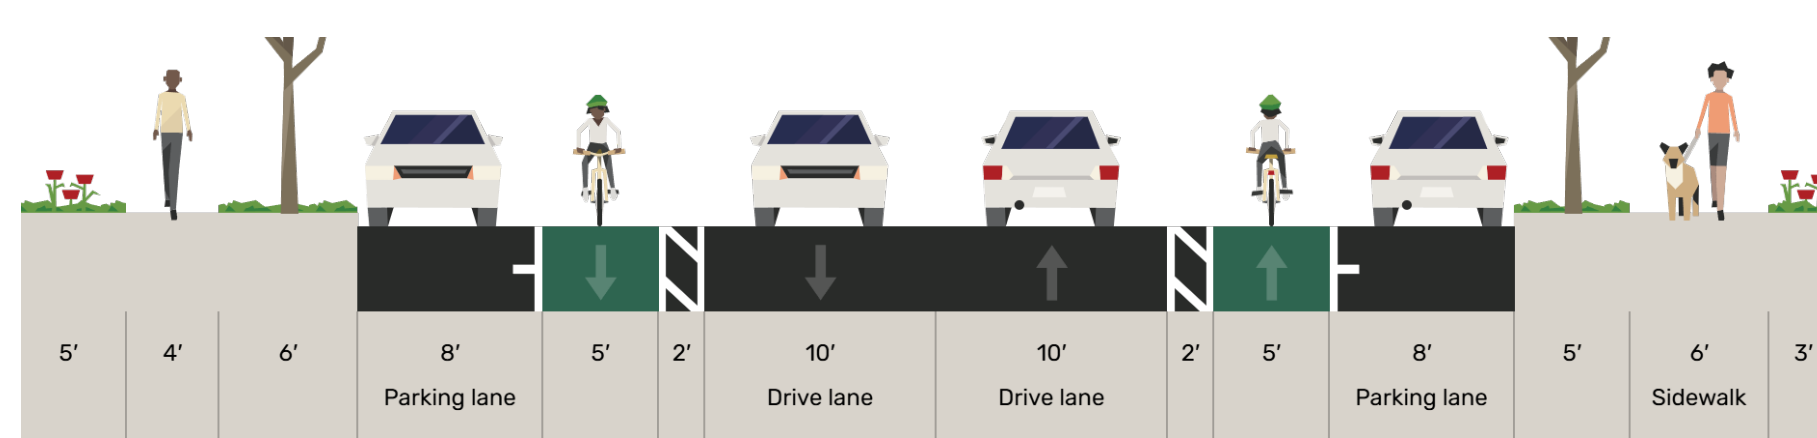 5’ 4’ 6’ 8’ 5’ 2’ 10’ 10’ 2’ 5’ 8’ 5’ 6’ 3’
Parking lane Drive lane Drive lane Parking lane Sidewalk